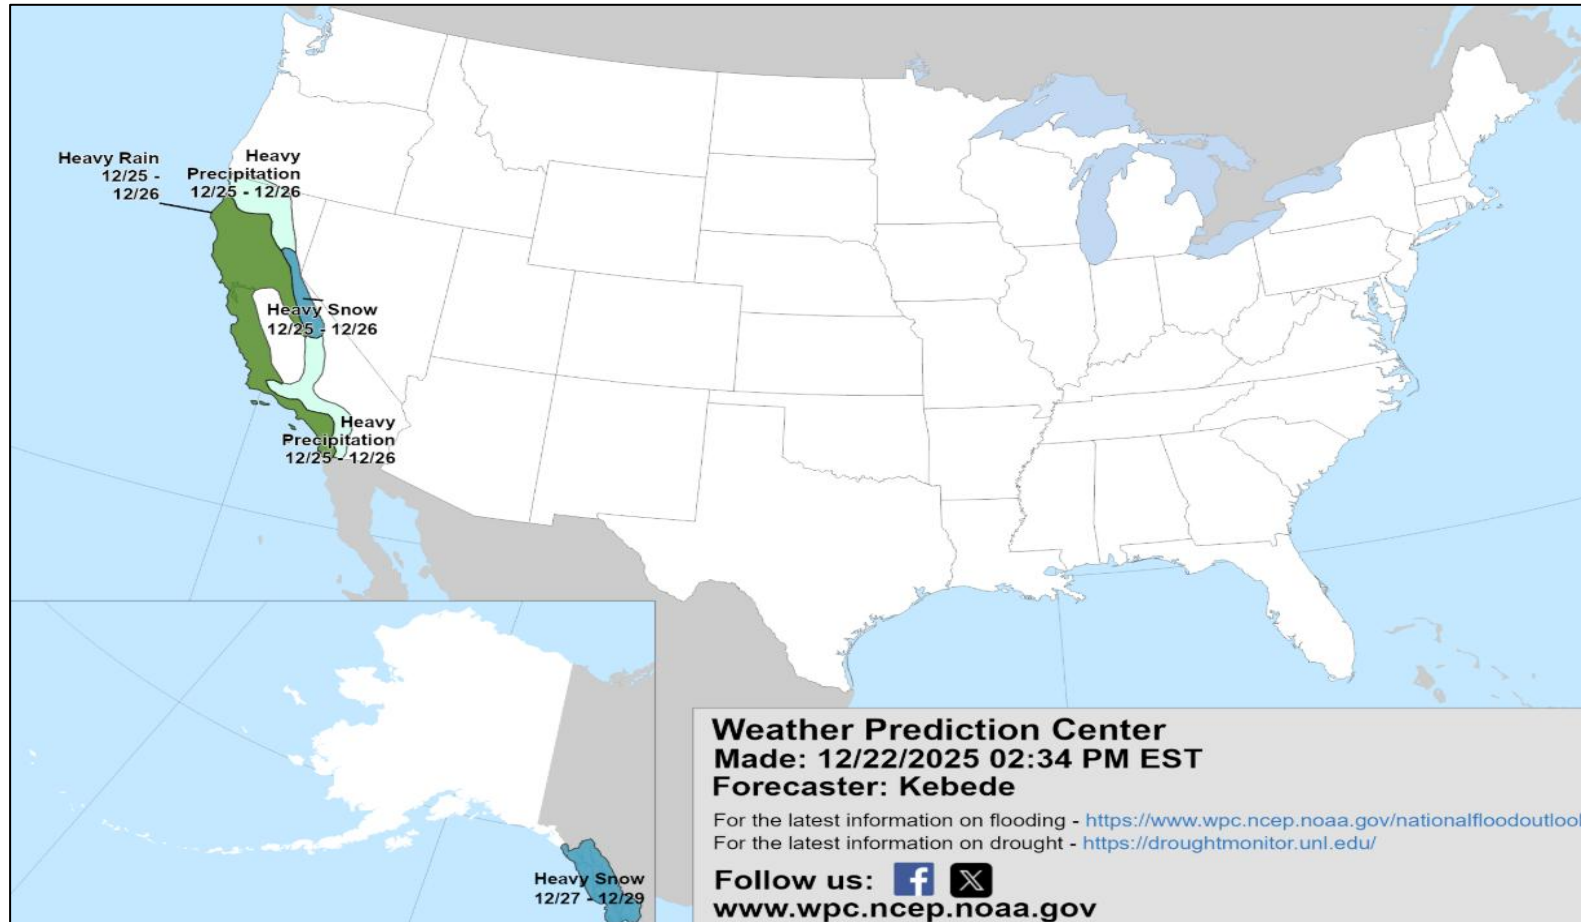 Heavy Rain
12/25 -
12/26
Heavy
Precipitation
12/25 - 12/26
Heavy Snow
12/25 - 12/26
Heavy
Precipitation
12/25 - 12/26
Heavy Snow
12/27 - 12/29
Weather Prediction Center
Made: 12/22/2025 02:34 PM EST
Forecaster: Kebede
For the latest information on flooding - https://www.wpc.ncep.noaa.gov/nationalfloodoutlool
For the latest information on drought - https://droughtmonitor.unl.edu/
Follow us:
www.wpc.ncep.noaa.gov